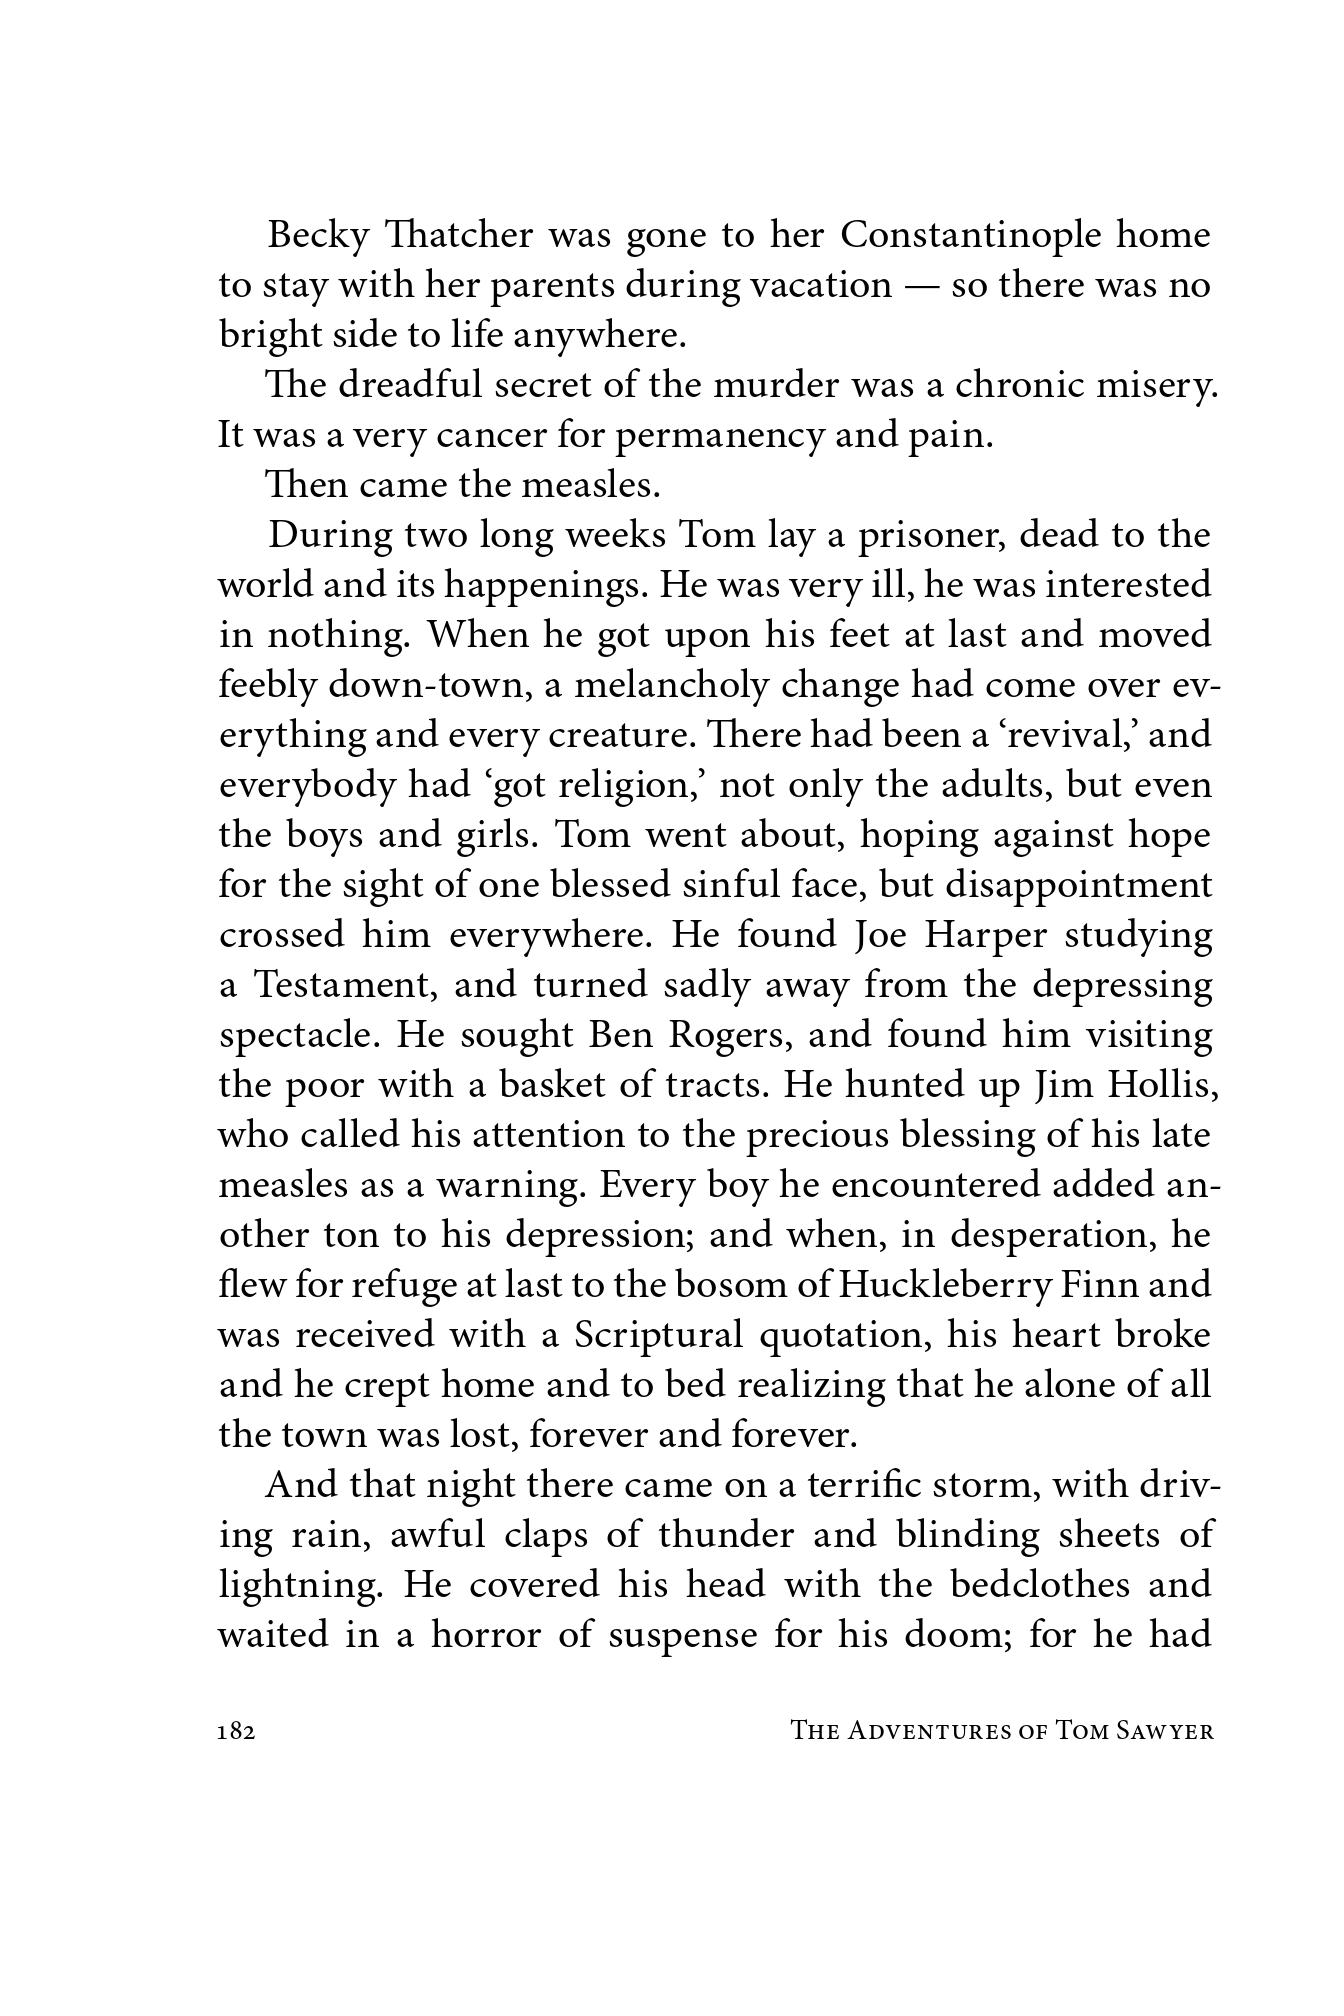 Becky Thatcher was gone to her Constantinople home
to stay with her parents during vacation — so there was no
bright side to life anywhere.
The dreadful secret of the murder was a chronic misery.
It was a very cancer for permanency and pain.
Then came the measles.
During two long weeks Tom lay a prisoner, dead to the
world and its happenings. He was very ill, he was interested
in nothing. When he got upon his feet at last and moved
feebly down-town, a melancholy change had come over ev-
erything and every creature. There had been a ‘revival,’ and
everybody had ‘got religion,’ not only the adults, but even
the boys and girls. Tom went about, hoping against hope
for the sight of one blessed sinful face, but disappointment
crossed him everywhere. He found Joe Harper studying
a Testament, and turned sadly away from the depressing
spectacle. He sought Ben Rogers, and found him visiting
the poor with a basket of tracts. He hunted up Jim Hollis,
who called his attention to the precious blessing of his late
measles as a warning. Every boy he encountered added an-
other ton to his depression; and when, in desperation, he
flew for refuge at last to the bosom of Huckleberry Finn and
was received with a Scriptural quotation, his heart broke
and he crept home and to bed realizing that he alone of all
the town was lost, forever and forever.
And that night there came on a terrific storm, with driv-
ing rain, awful claps of thunder and blinding sheets of
lightning. He covered his head with the bedclothes and
waited in a horror of suspense for his doom; for he had
182 The Adventures of Tom Sawyer